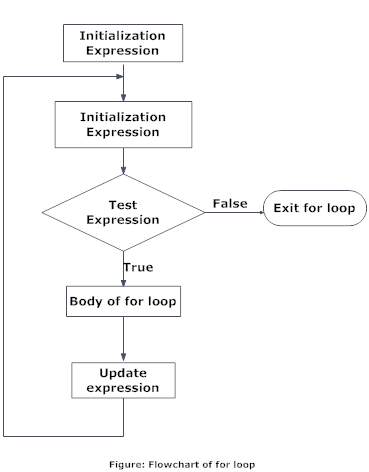 Initialization
Expression
Initialization
Expression
Test
Expression
False
Exit for loop
True
Body of for loop
Update
expression
Figure: Flowchart of for loop